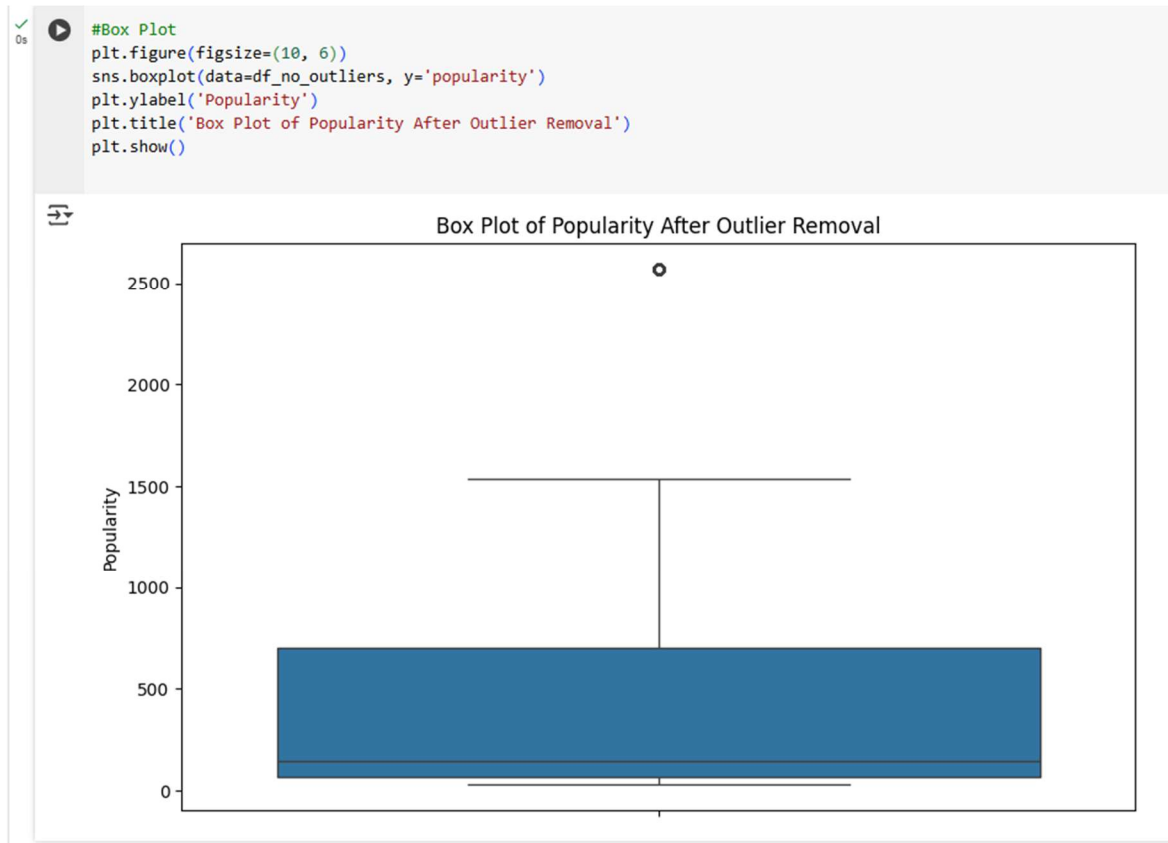 0s
#Box Plot
plt.figure(figsize=(10, 6))
sns.boxplot(data=df_no_outliers, y='popularity')
plt.ylabel('Popularity')
plt.title('Box Plot of Popularity After Outlier Removal')
plt.show()
Box Plot of Popularity After Outlier Removal
2500
2000
1500
1000
500
0
Popularity